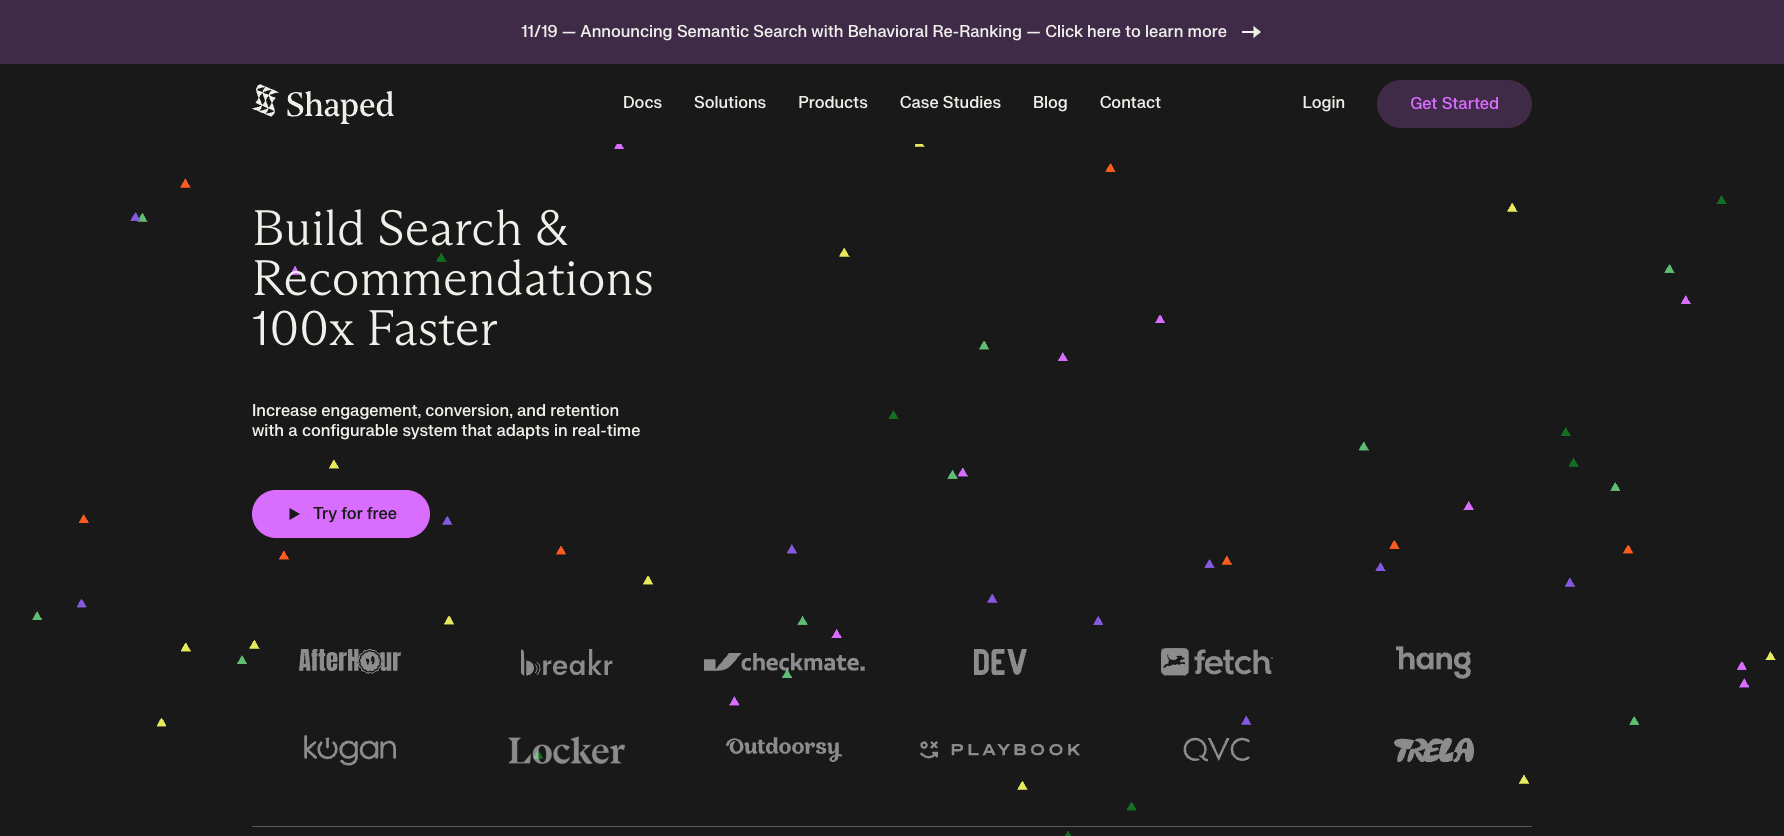 11/19 — Announcing Semantic Search with Behavioral Re-Ranking — Click here to learn more
Shaped
Docs
Solutions
Products
Case Studies
Blog
Contact
Login
Get Started
Build Search &
Recommendations
100x Faster
Increase engagement, conversion, and retention
with a configurable system that adapts in real-time
Try for free
AfterHour
breakr
checkmate.
DEV
fetch
hang
kogan
Locker
Outdoorsy
PLAYBOOK
QVC
TRELA